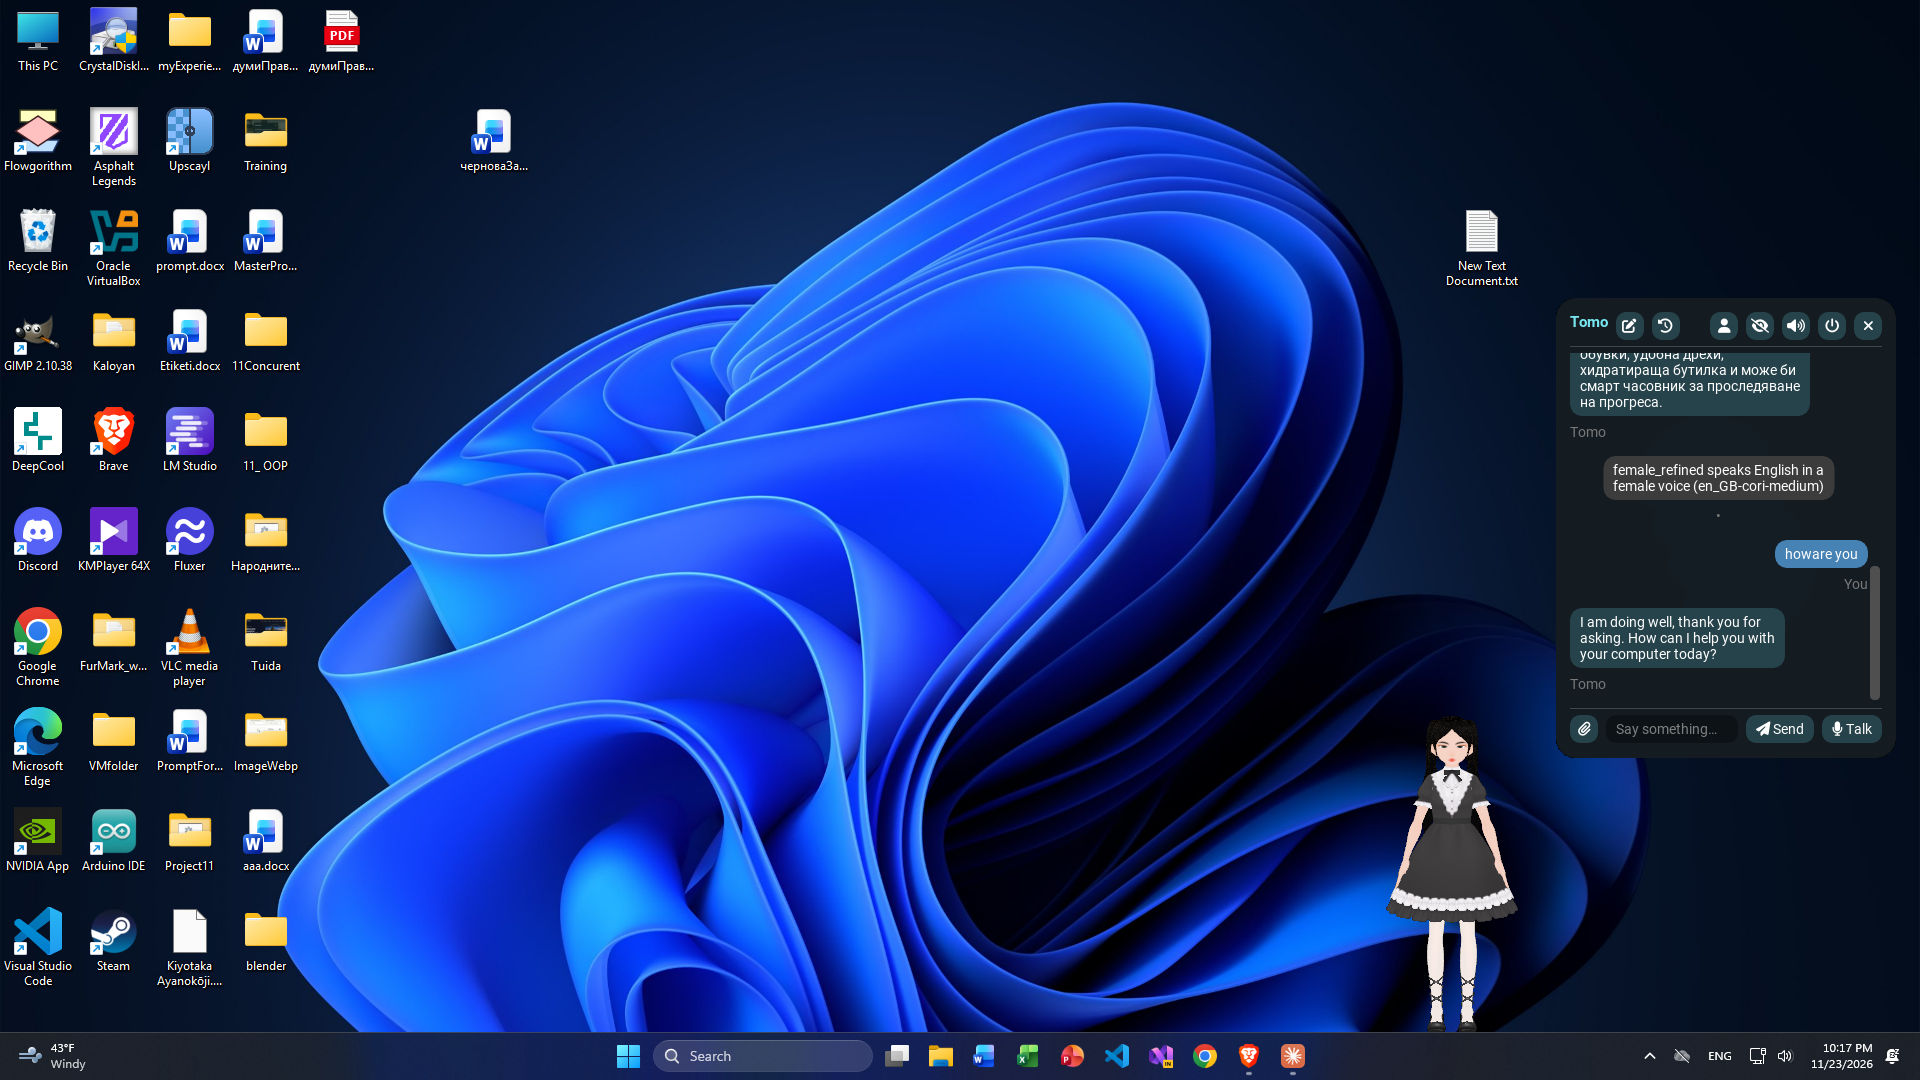 This PC
CrystalDiskI...
myExperie...
думиПрав...
думиПрав...
PDF
Flowgorithm
Asphalt
Legends
Upscayl
Training
черноваЗа...
Recycle Bin
Oracle
VirtualBox
prompt.docx
MasterPro...
New Text
Document.txt
GIMP 2.10.38
Kaloyan
Etiketi.docx
11Concurent
DeepCool
Brave
LM Studio
11_ OOP
Discord
KMPlayer 64X
Fluxer
Народните...
Google
Chrome
FurMark_w...
VLC media
player
Tuida
Microsoft
Edge
VMfolder
PromptFor...
ImageWebp
NVIDIA App
Arduino IDE
Project11
aaa.docx
Visual Studio
Code
Steam
Kiyotaka
Ayanokōji....
blender
Tomo
обувки, удобна дрехи,
хидратираща бутилка и може би
смарт часовник за проследяване
на прогреса.
Tomo
female_refined speaks English in a
female voice (en_GB-cori-medium)
howare you
You
I am doing well, thank you for
asking. How can I help you with
your computer today?
Tomo
Say something...
Send
Talk
43°F
Windy
Search
ENG
10:17 PM
11/23/2026